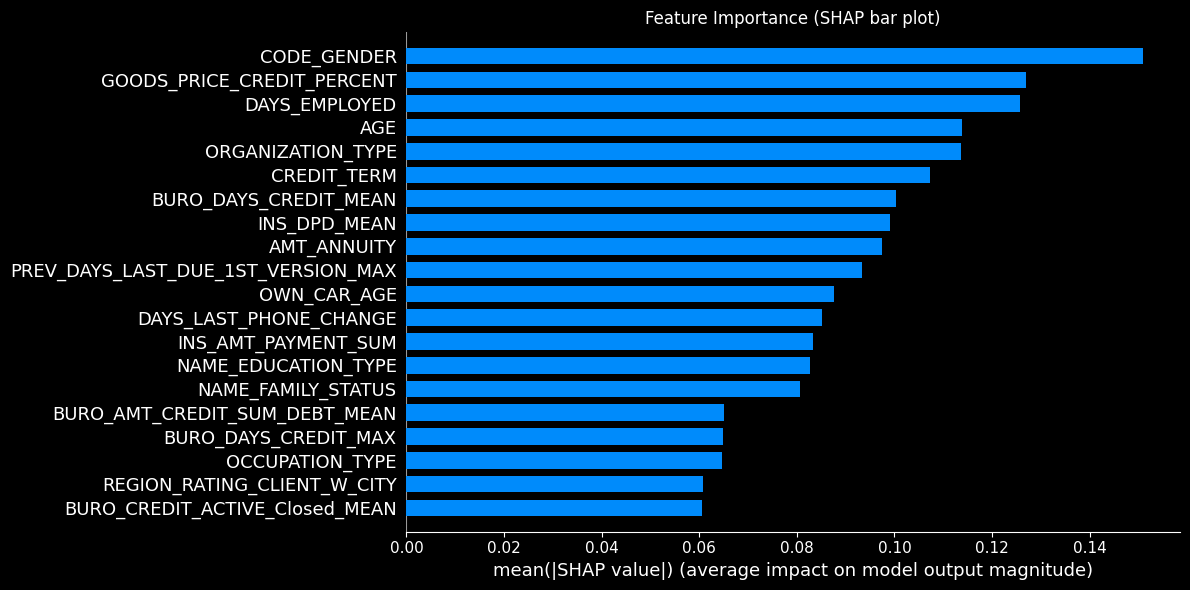 Feature Importance (SHAP bar plot)
CODE_GENDER
GOODS_PRICE_CREDIT_PERCENT
DAYS_EMPLOYED
AGE
ORGANIZATION_TYPE
CREDIT_TERM
BURO_DAYS_CREDIT_MEAN
INS_DPD_MEAN
AMT_ANNUITY
PREV_DAYS_LAST_DUE_1ST_VERSION_MAX
OWN_CAR_AGE
DAYS_LAST_PHONE_CHANGE
INS_AMT_PAYMENT_SUM
NAME_EDUCATION_TYPE
NAME_FAMILY_STATUS
BURO_AMT_CREDIT_SUM_DEBT_MEAN
BURO_DAYS_CREDIT_MAX
OCCUPATION_TYPE
REGION_RATING_CLIENT_W_CITY
BURO_CREDIT_ACTIVE_Closed_MEAN
0.00 0.02 0.04 0.06 0.08 0.10 0.12 0.14
mean(|SHAP value|) (average impact on model output magnitude)